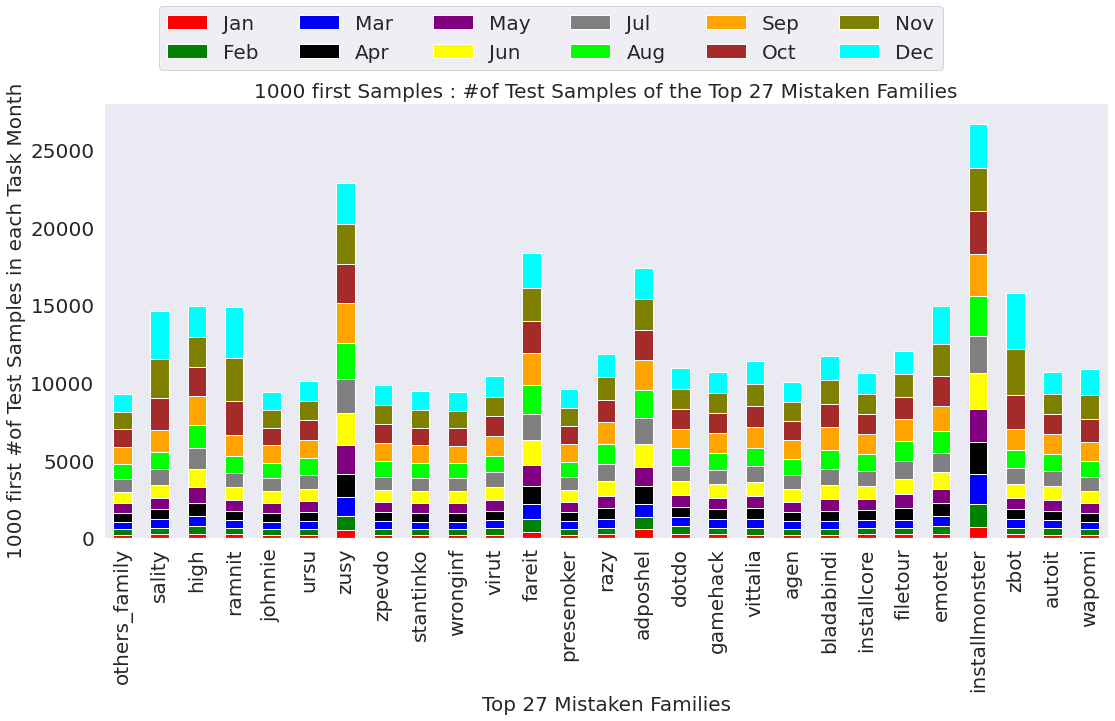 Jan Mar May Jul Sep Nov
Feb Apr Jun Aug Oct Dec
1000 first Samples : #of Test Samples of the Top 27 Mistaken Families
1000 first #of Test Samples in each Task Month
25000
20000
15000
10000
5000
0
others_family
sality
high
ramnit
johnnie
ursu
zusy
zpevdo
stantinko
wronginf
virut
fareit
presenoker
razy
adposhel
dotdo
gamehack
vittalia
agen
bladabindi
installcore
filetour
emotet
installmonster
zbot
autoit
wapomi
Top 27 Mistaken Families